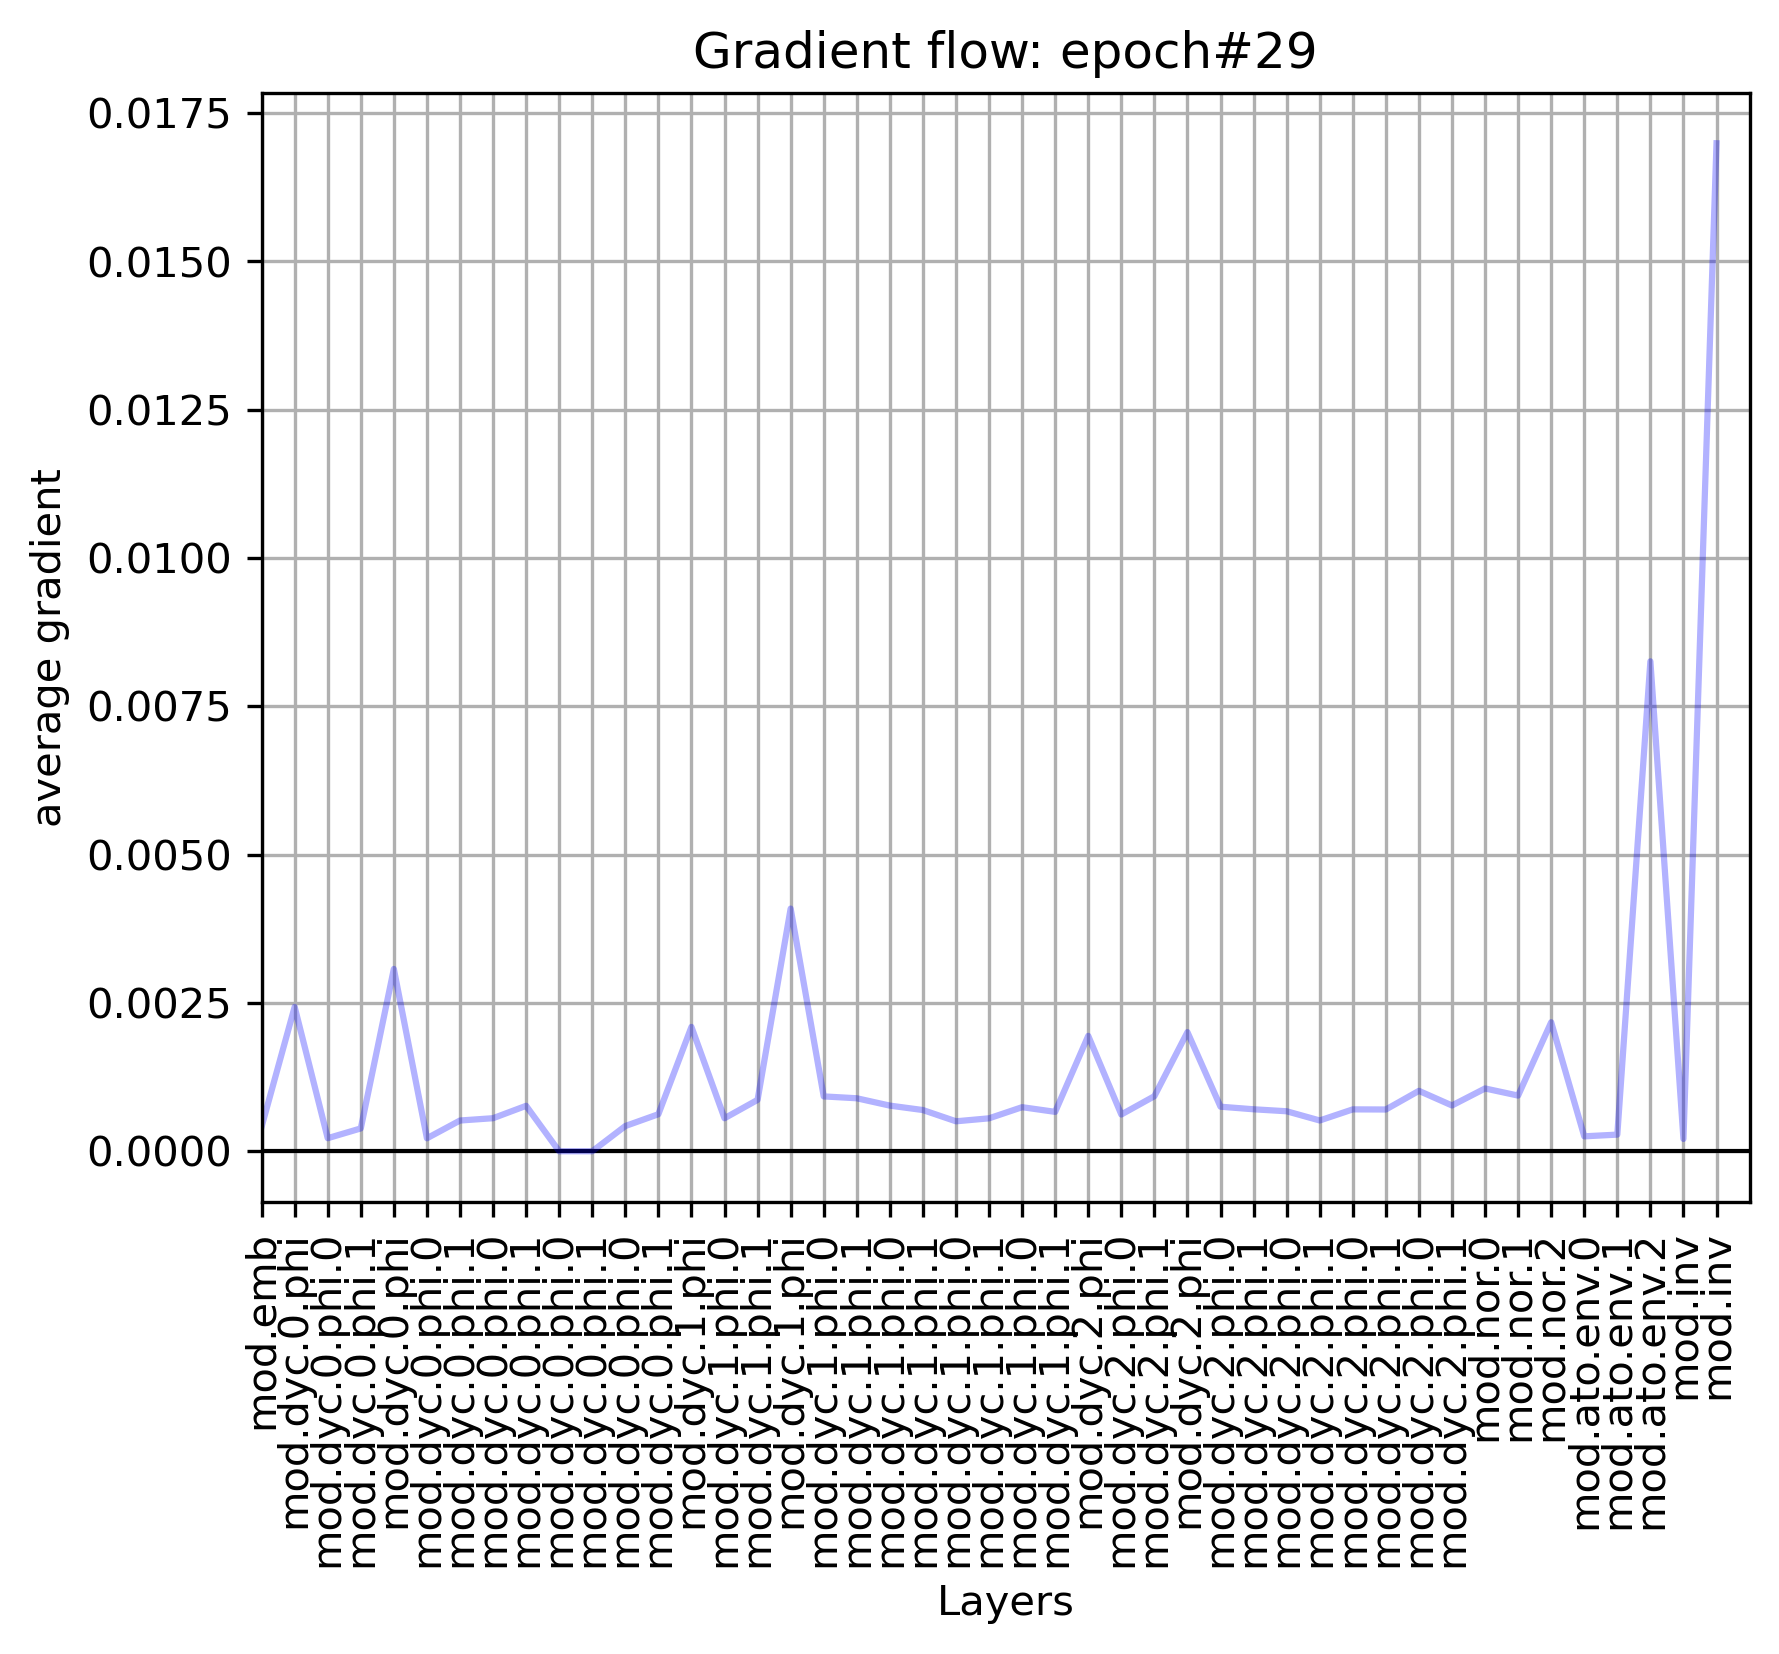 Gradient flow: epoch#29
average gradient
0.0175
0.0150
0.0125
0.0100
0.0075
0.0050
0.0025
0.0000
mod.emb
mod.dyc.0.phi
mod.dyc.0.phi.0
mod.dyc.0.phi.1
mod.dyc.0.phi
mod.dyc.0.phi.0
mod.dyc.0.phi.1
mod.dyc.0.phi.0
mod.dyc.0.phi.1
mod.dyc.0.phi.0
mod.dyc.0.phi.1
mod.dyc.0.phi.0
mod.dyc.0.phi.1
mod.dyc.1.phi
mod.dyc.1.phi.0
mod.dyc.1.phi.1
mod.dyc.1.phi
mod.dyc.1.phi.0
mod.dyc.1.phi.1
mod.dyc.1.phi.0
mod.dyc.1.phi.1
mod.dyc.1.phi.0
mod.dyc.1.phi.1
mod.dyc.1.phi.0
mod.dyc.1.phi.1
mod.dyc.2.phi
mod.dyc.2.phi.0
mod.dyc.2.phi.1
mod.dyc.2.phi
mod.dyc.2.phi.0
mod.dyc.2.phi.1
mod.dyc.2.phi.0
mod.dyc.2.phi.1
mod.dyc.2.phi.0
mod.dyc.2.phi.1
mod.dyc.2.phi.0
mod.dyc.2.phi.1
mod.nor.0
mod.nor.1
mod.nor.2
mod.ato.env.0
mod.ato.env.1
mod.ato.env.2
mod.inv
mod.inv
Layers